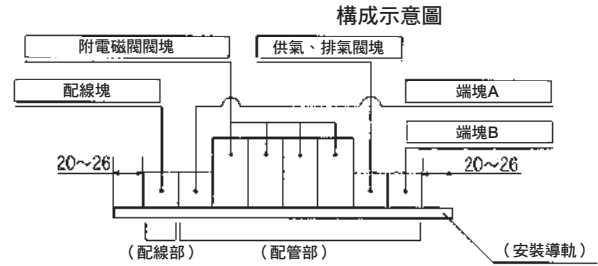 構成示意圖
附電磁閥閥塊
供氣、排氣閥塊
配線塊
端塊A
端塊B
20～26
20～26
（配線部）
（配管部）
（安裝導軌）